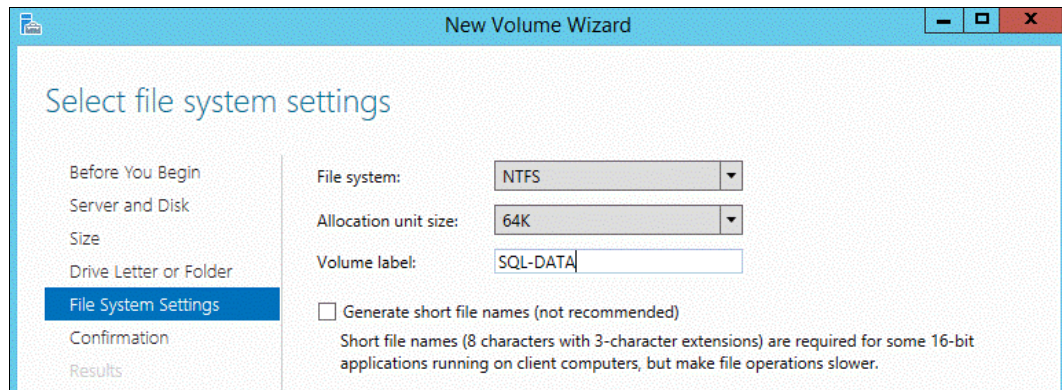 New Volume Wizard
Select file system settings
Before You Begin
Server and Disk
Size
Drive Letter or Folder
File System Settings
Confirmation
Results
File system: NTFS
Allocation unit size: 64K
Volume label: SQL-DATA
Generate short file names (not recommended)
Short file names (8 characters with 3-character extensions) are required for some 16-bit
applications running on client computers, but make file operations slower.